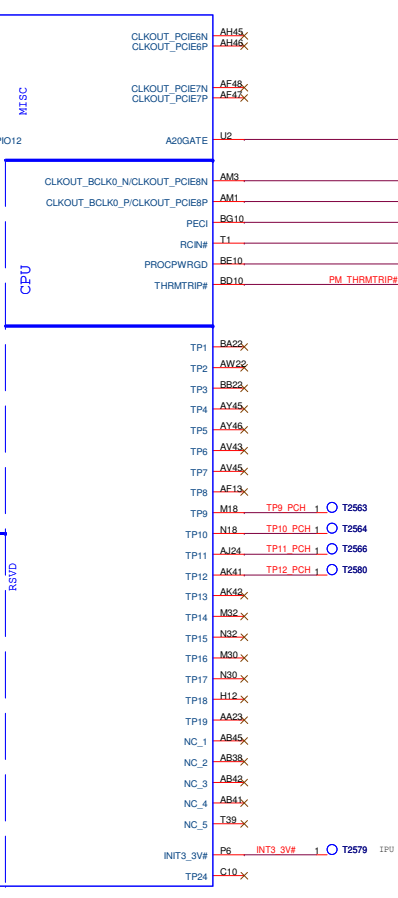 CLKOUT_PCIE6N AH45
CLKOUT_PCIE6P AH46
CLKOUT_PCIE7N AF48
CLKOUT_PCIE7P AF47
MISC
PIO12 A20GATE U2
CLKOUT_BCLK0_N/CLKOUT_PCIE8N AM3
CLKOUT_BCLK0_P/CLKOUT_PCIE8P AM1
PECI BG10
RCIN# T1
PROCPWRGD BE10
THRMTRIP# BD10 PM_THRMTRIP#
CPU
TP1 BA22
TP2 AW22
TP3 BB22
TP4 AY45
TP5 AY46
TP6 AV43
TP7 AV45
TP8 AF13
TP9 M18 TP9_PCH 1 T2563
TP10 N18 TP10_PCH 1 T2564
TP11 AJ24 TP11_PCH 1 T2566
TP12 AK41 TP12_PCH 1 T2580
RSVD
TP13 AK42
TP14 M32
TP15 N32
TP16 M30
TP17 N30
TP18 H12
TP19 AA23
NC_1 AB45
NC_2 AB38
NC_3 AB42
NC_4 AB41
NC_5 T39
INIT3_3V# P6 INT3_3V# 1 T2579 IPU
TP24 C10